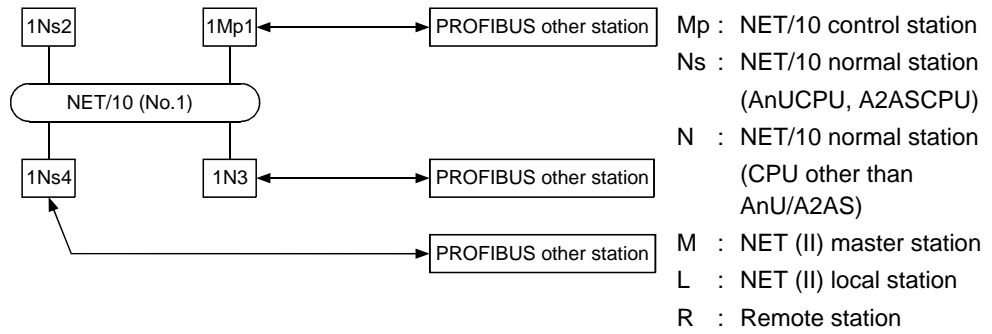 1Ns2
1Mp1
PROFIBUS other station
NET/10 (No.1)
1Ns4
1N3
PROFIBUS other station
PROFIBUS other station
Mp : NET/10 control station
Ns : NET/10 normal station
(AnUCPU, A2ASCPU)
N : NET/10 normal station
(CPU other than
AnU/A2AS)
M : NET (II) master station
L : NET (II) local station
R : Remote station